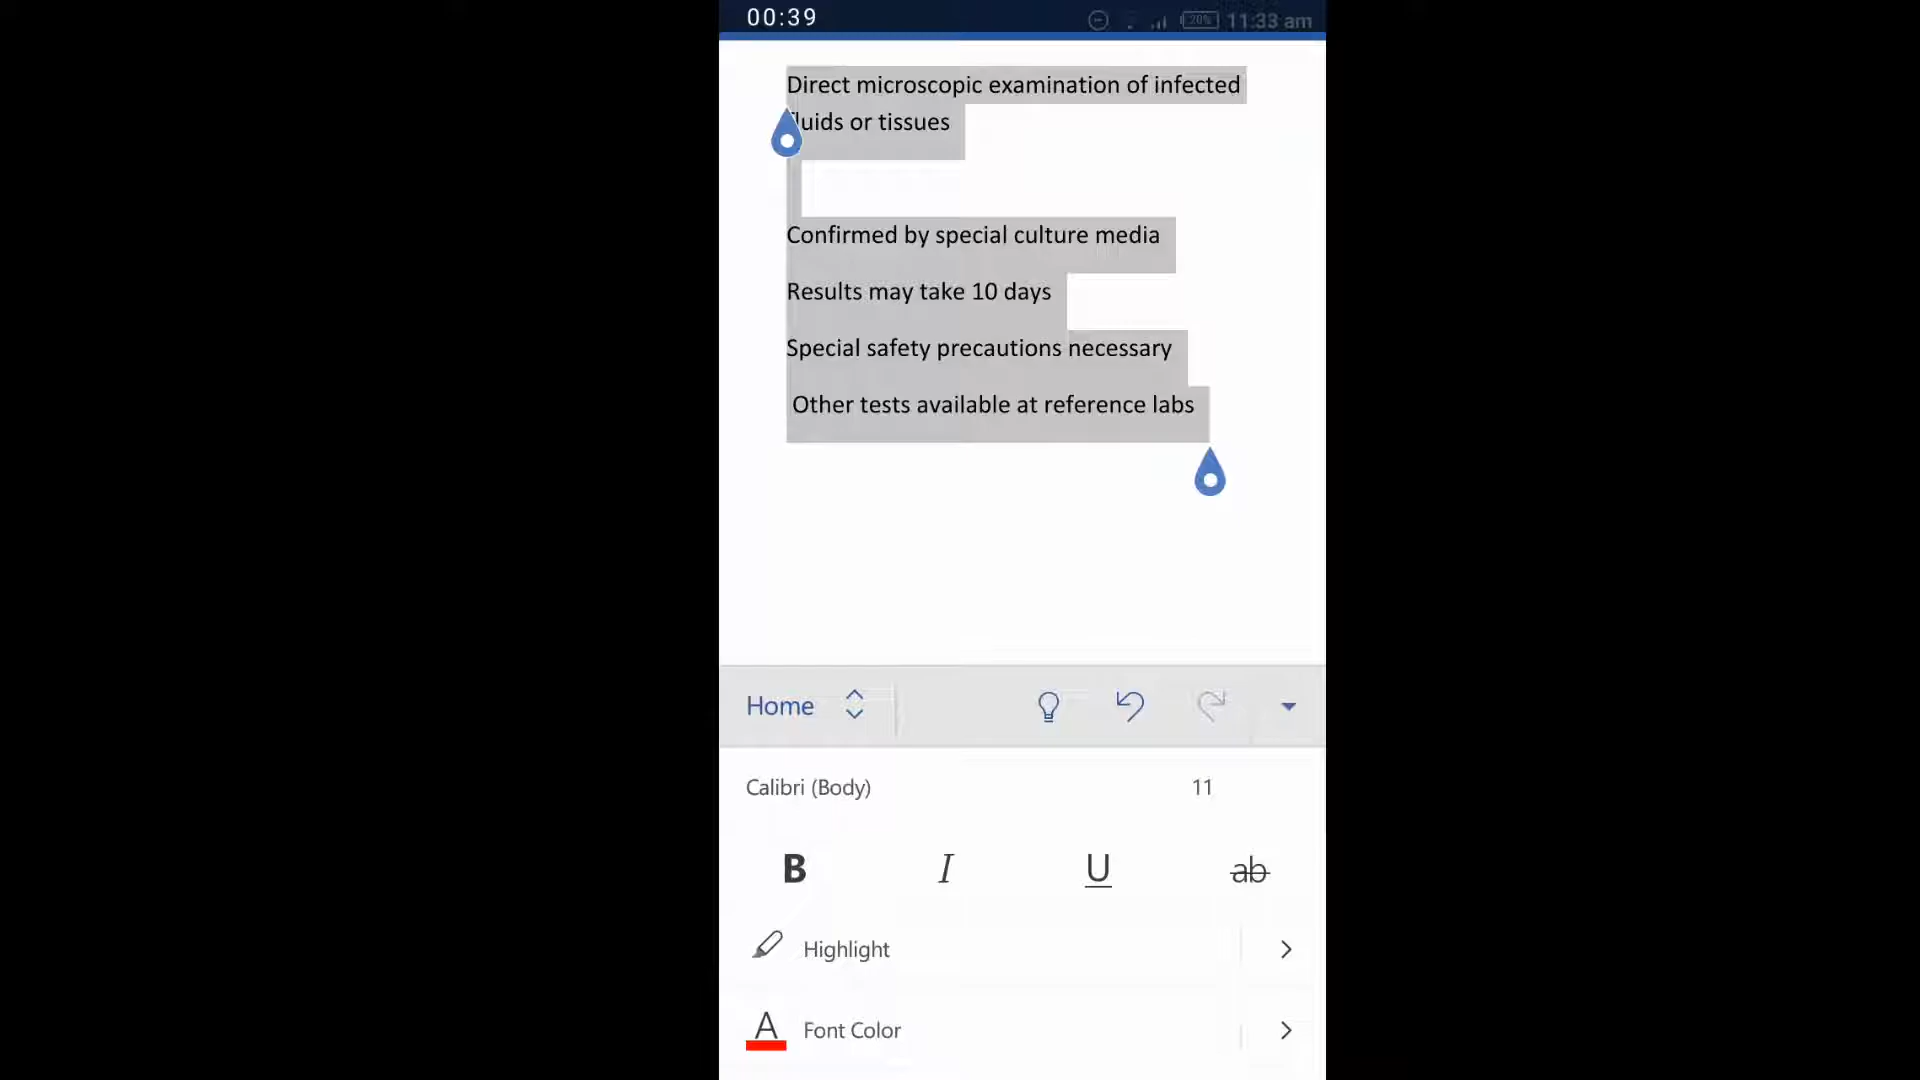 00:39
20%
11:33 am
Direct microscopic examination of infected
fluids or tissues
Confirmed by special culture media
Results may take 10 days
Special safety precautions necessary
Other tests available at reference labs
Home
Calibri (Body)
11
B
I
U
ab
Highlight
A
Font Color